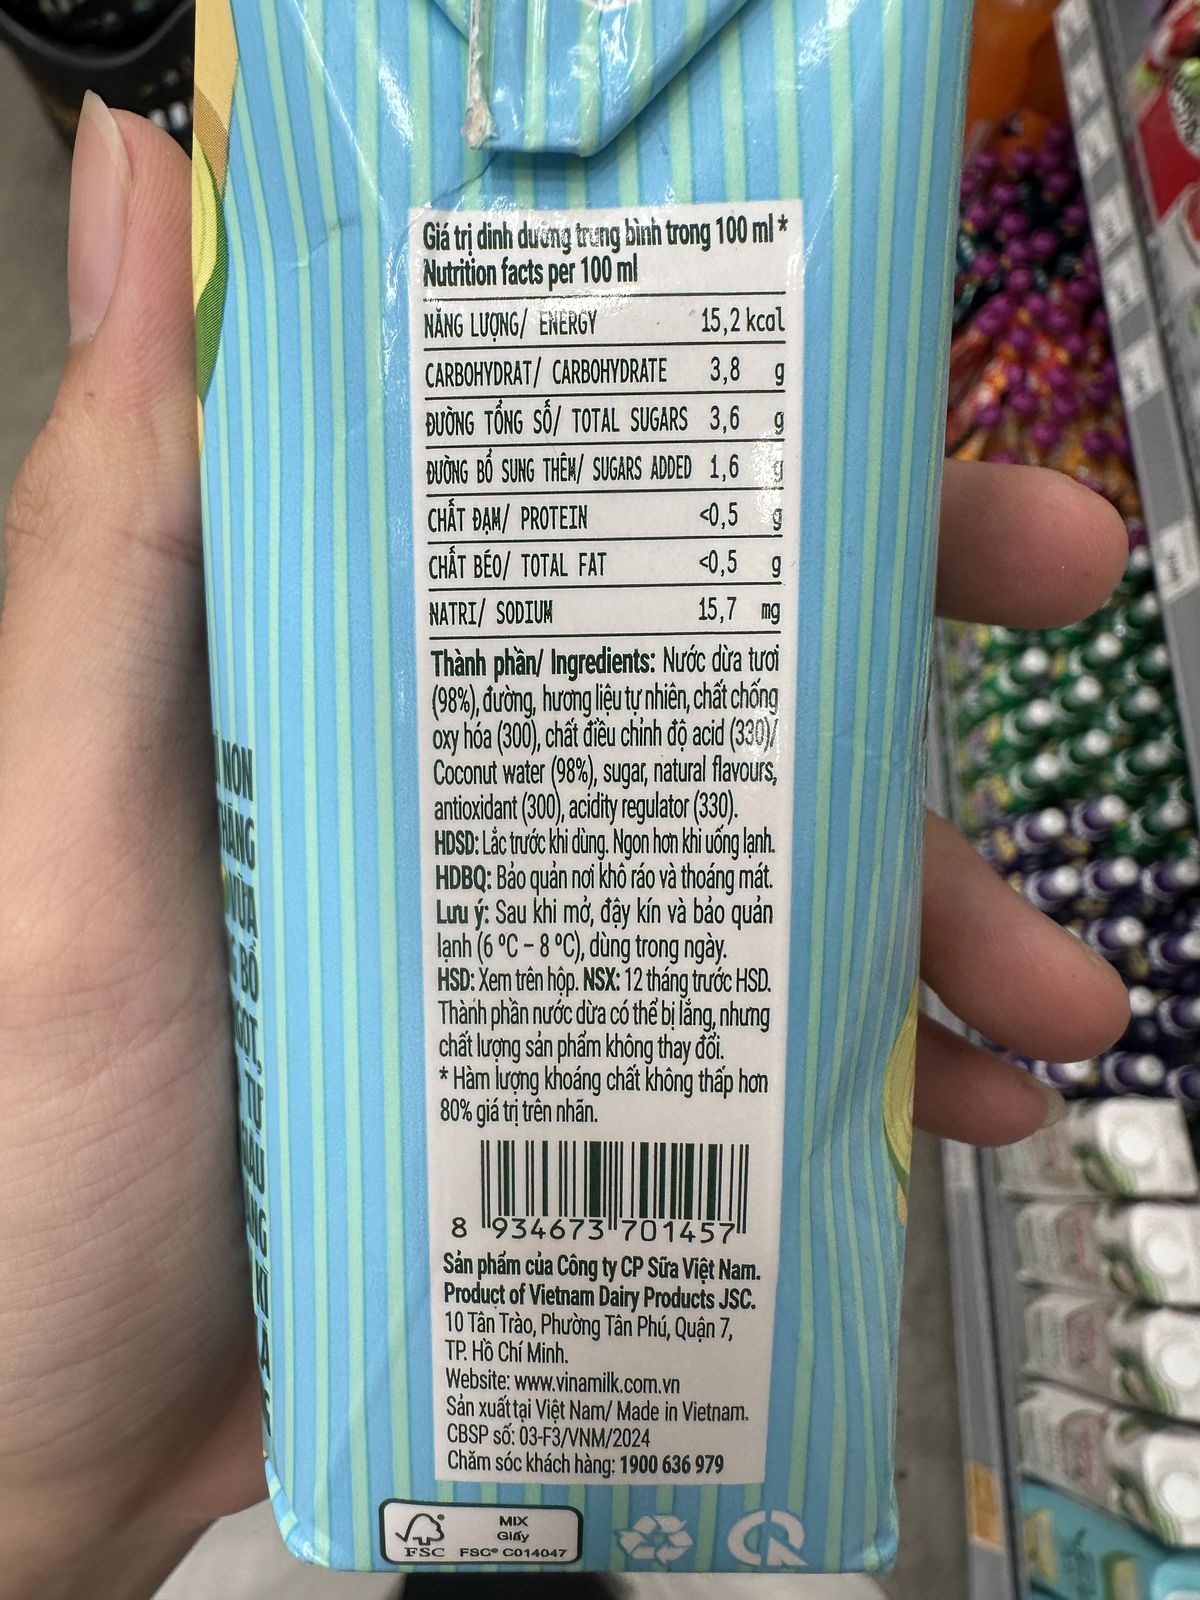 Giá trị dinh dưỡng trung bình trong 100 ml *
Nutrition facts per 100 ml
NĂNG LƯỢNG/ ENERGY 15,2 kcal
CARBOHYDRAT/ CARBOHYDRATE 3,8 g
ĐƯỜNG TỔNG SỐ/ TOTAL SUGARS 3,6 g
ĐƯỜNG BỔ SUNG THÊM/ SUGARS ADDED 1,6 g
CHẤT ĐẠM/ PROTEIN <0,5 g
CHẤT BÉO/ TOTAL FAT <0,5 g
NATRI/ SODIUM 15,7 mg
Thành phần/ Ingredients: Nước dừa tươi
(98%), đường, hương liệu tự nhiên, chất chống
oxy hóa (300), chất điều chỉnh độ acid (330)/
Coconut water (98%), sugar, natural flavours,
antioxidant (300), acidity regulator (330).
HDSD: Lắc trước khi dùng. Ngon hơn khi uống lạnh.
HDBQ: Bảo quản nơi khô ráo và thoáng mát.
Lưu ý: Sau khi mở, đậy kín và bảo quản
lạnh (6 ºC – 8 ºC), dùng trong ngày.
HSD: Xem trên hộp. NSX: 12 tháng trước HSD.
Thành phần nước dừa có thể bị lắng, nhưng
chất lượng sản phẩm không thay đổi.
* Hàm lượng khoáng chất không thấp hơn
80% giá trị trên nhãn.
8 934673 701457
Sản phẩm của Công ty CP Sữa Việt Nam.
Product of Vietnam Dairy Products JSC.
10 Tân Trào, Phường Tân Phú, Quận 7,
TP. Hồ Chí Minh.
Website: www.vinamilk.com.vn
Sản xuất tại Việt Nam/ Made in Vietnam.
CBSP số: 03-F3/VNM/2024
Chăm sóc khách hàng: 1900 636 979
MIX
Giấy
FSC FSC® C014047
NON